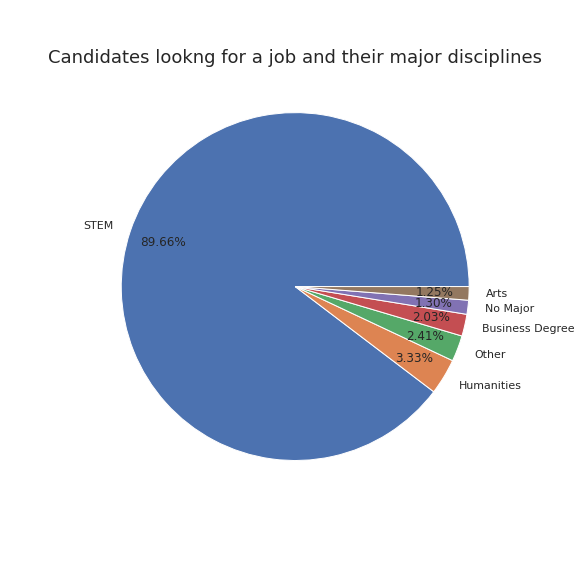 Candidates lookng for a job and their major disciplines
STEM
89.66%
1.25%
Arts
1.30%
No Major
2.03%
Business Degree
2.41%
Other
3.33%
Humanities